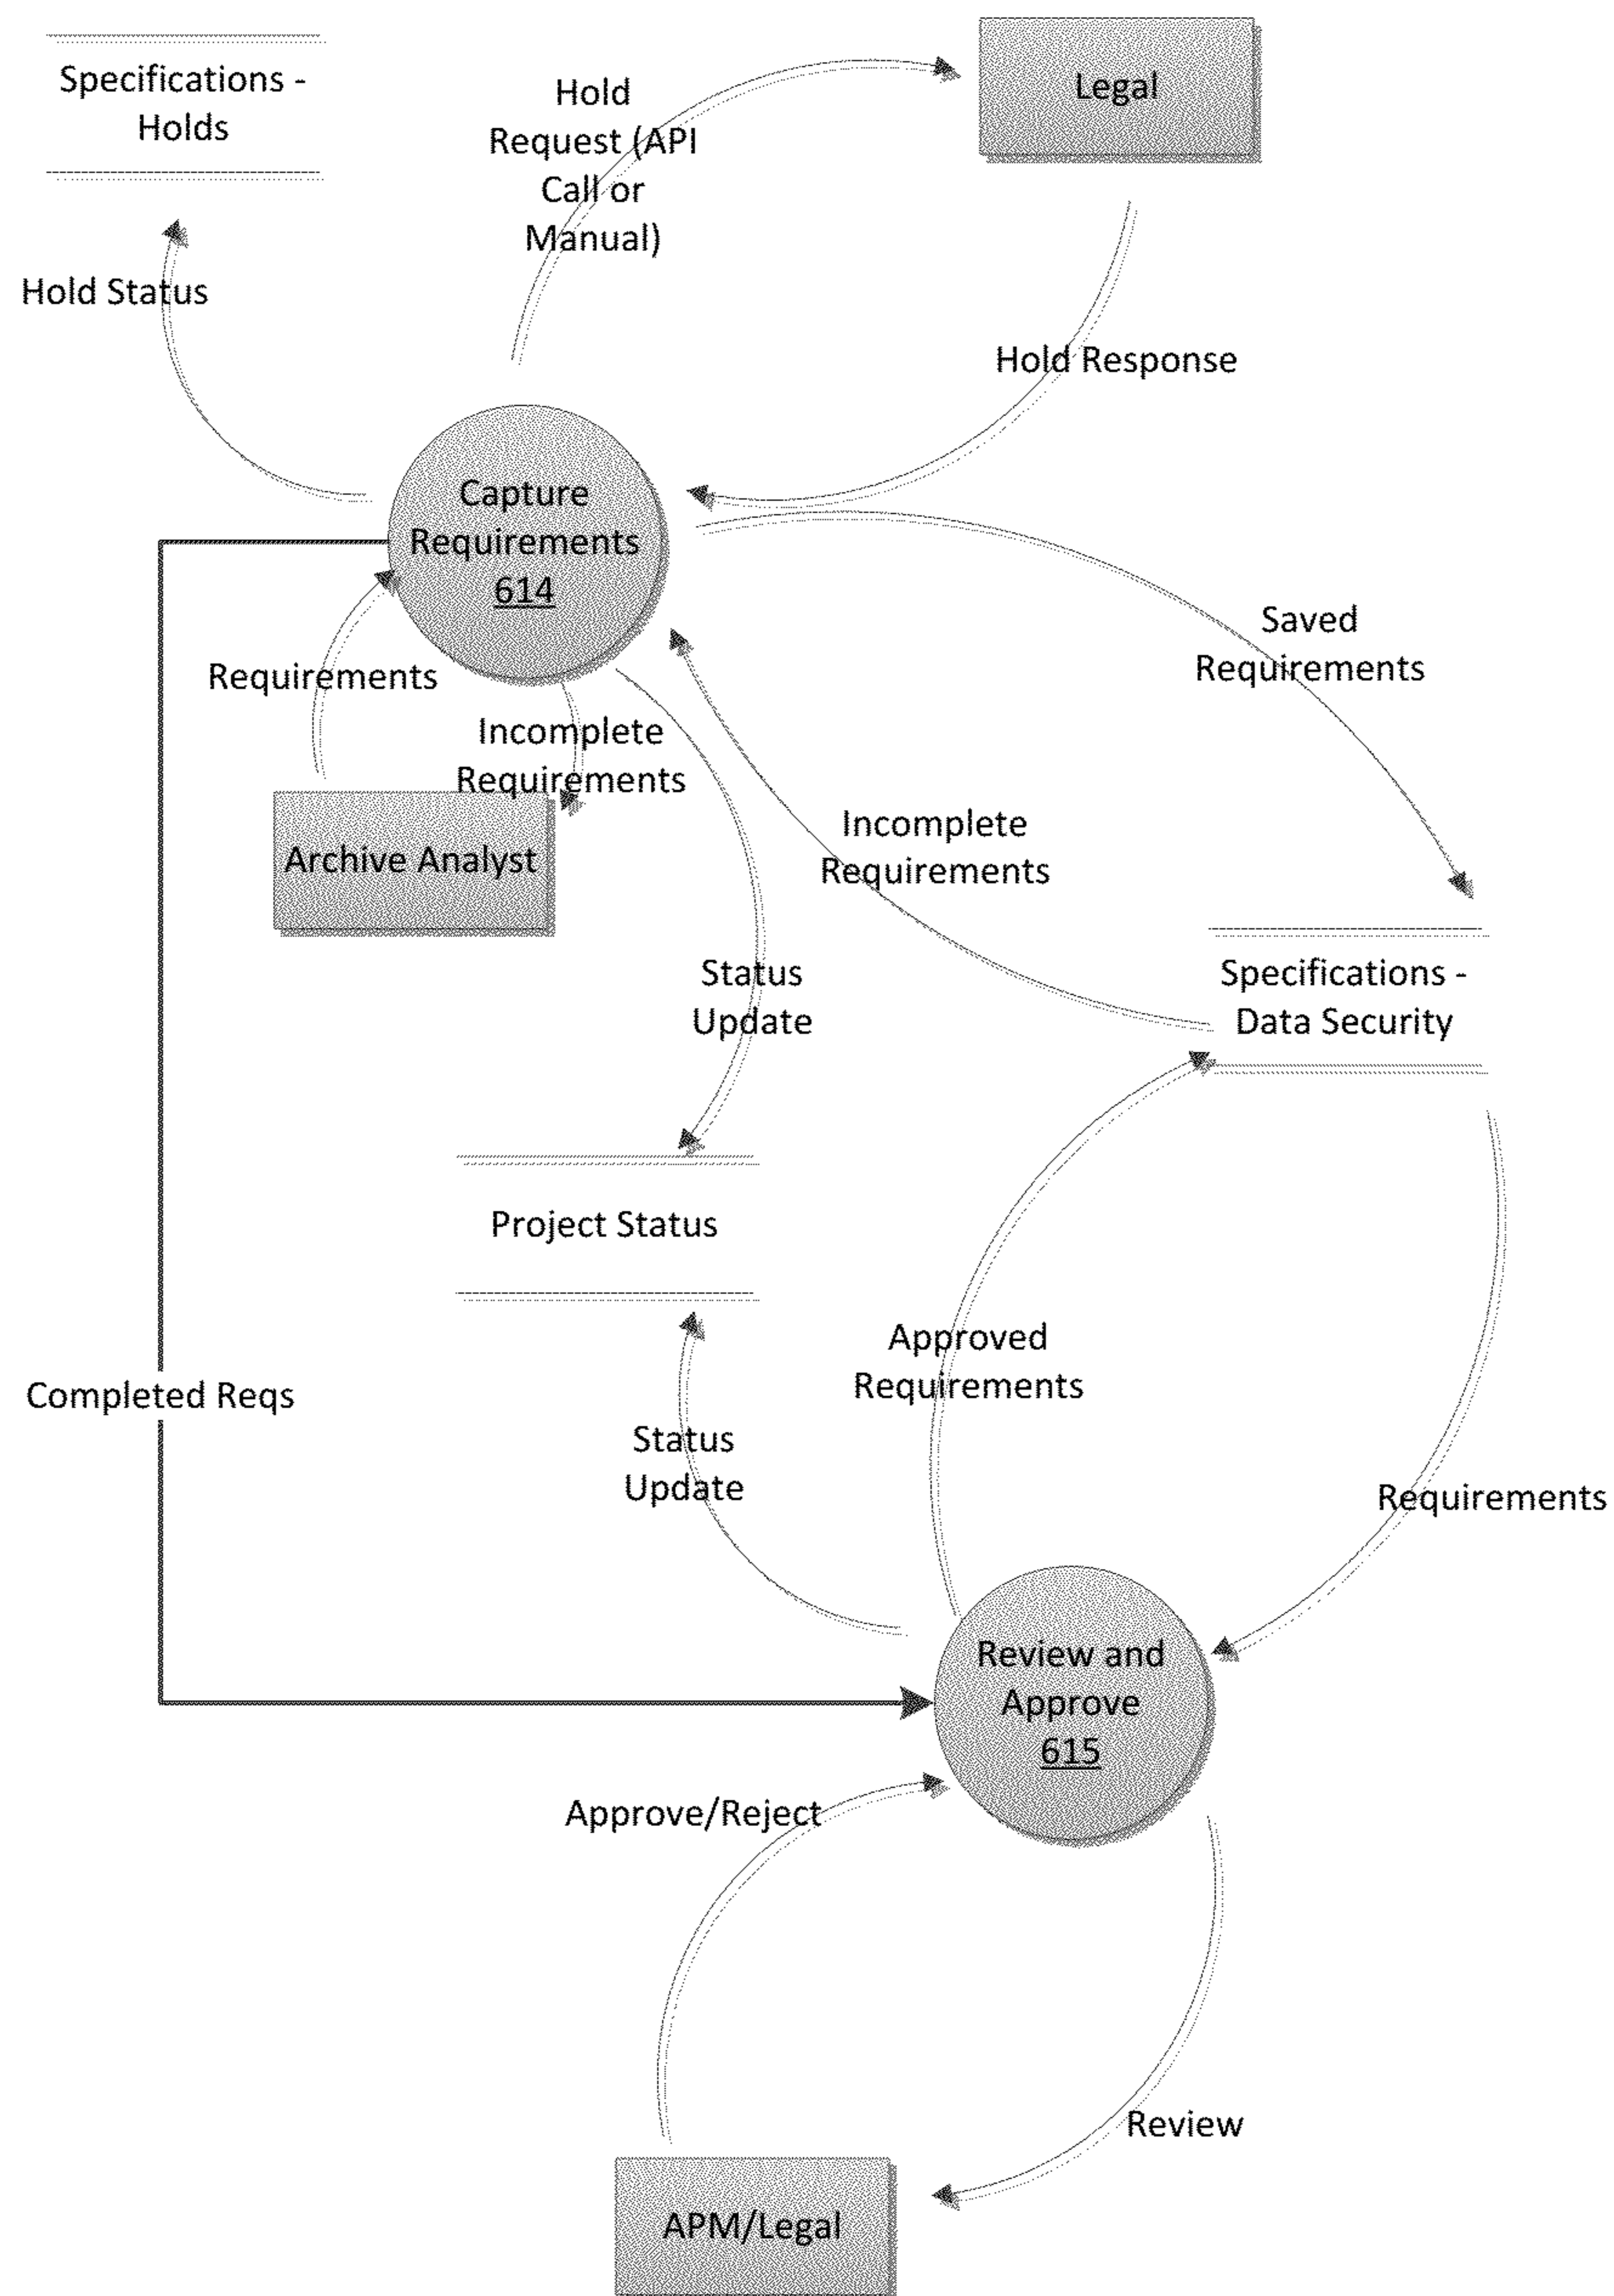 Specifications -
Holds
Hold
Request (API
Call or
Manual)
Legal
Hold Status
Hold Response
Capture
Requirements
614
Saved
Requirements
Requirements
Incomplete
Requirements
Archive Analyst
Incomplete
Requirements
Status
Update
Specifications -
Data Security
Project Status
Approved
Requirements
Completed Reqs
Status
Update
Requirements
Review and
Approve
615
Approve/Reject
Review
APM/Legal